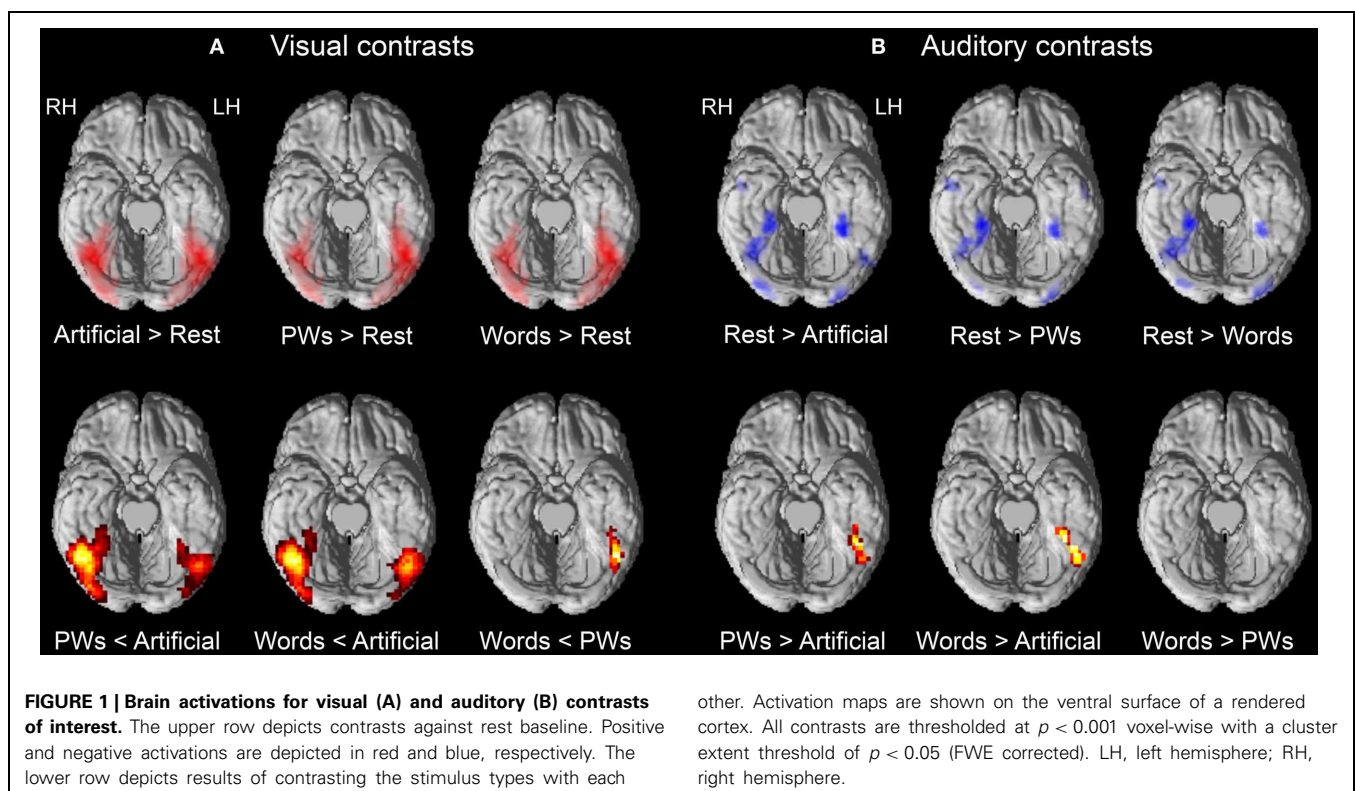 A Visual contrasts
RH LH
Artificial > Rest PWs > Rest Words > Rest
PWs < Artificial Words < Artificial Words < PWs
B Auditory contrasts
RH LH
Rest > Artificial Rest > PWs Rest > Words
PWs > Artificial Words > Artificial Words > PWs
FIGURE 1 | Brain activations for visual (A) and auditory (B) contrasts
of interest. The upper row depicts contrasts against rest baseline. Positive
and negative activations are depicted in red and blue, respectively. The
lower row depicts results of contrasting the stimulus types with each
other. Activation maps are shown on the ventral surface of a rendered
cortex. All contrasts are thresholded at p < 0.001 voxel-wise with a cluster
extent threshold of p < 0.05 (FWE corrected). LH, left hemisphere; RH,
right hemisphere.